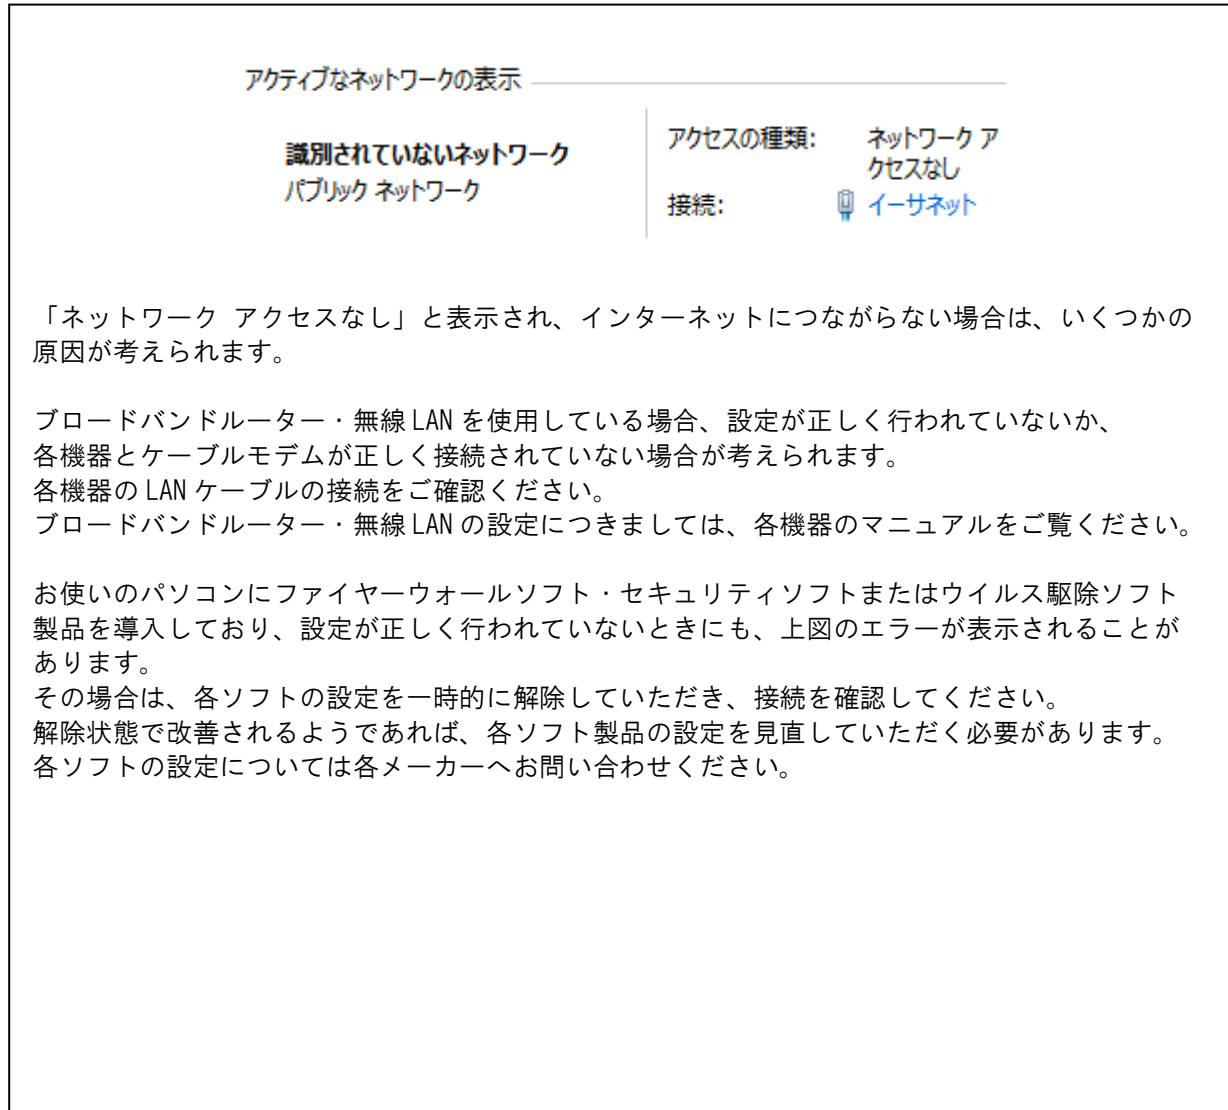 アクティブなネットワークの表示
識別されていないネットワーク
パブリック ネットワーク
アクセスの種類: ネットワーク ア
クセスなし
接続: イーサネット
「ネットワーク アクセスなし」と表示され、インターネットにつながらない場合は、いくつかの
原因が考えられます。
ブロードバンドルーター・無線 LAN を使用している場合、設定が正しく行われていないか、
各機器とケーブルモデムが正しく接続されていない場合が考えられます。
各機器の LAN ケーブルの接続をご確認ください。
ブロードバンドルーター・無線 LAN の設定につきましては、各機器のマニュアルをご覧ください。
お使いのパソコンにファイヤーウォールソフト・セキュリティソフトまたはウイルス駆除ソフト
製品を導入しており、設定が正しく行われていないときにも、上図のエラーが表示されることが
あります。
その場合は、各ソフトの設定を一時的に解除していただき、接続を確認してください。
解除状態で改善されるようであれば、各ソフト製品の設定を見直していただく必要があります。
各ソフトの設定については各メーカーへお問い合わせください。